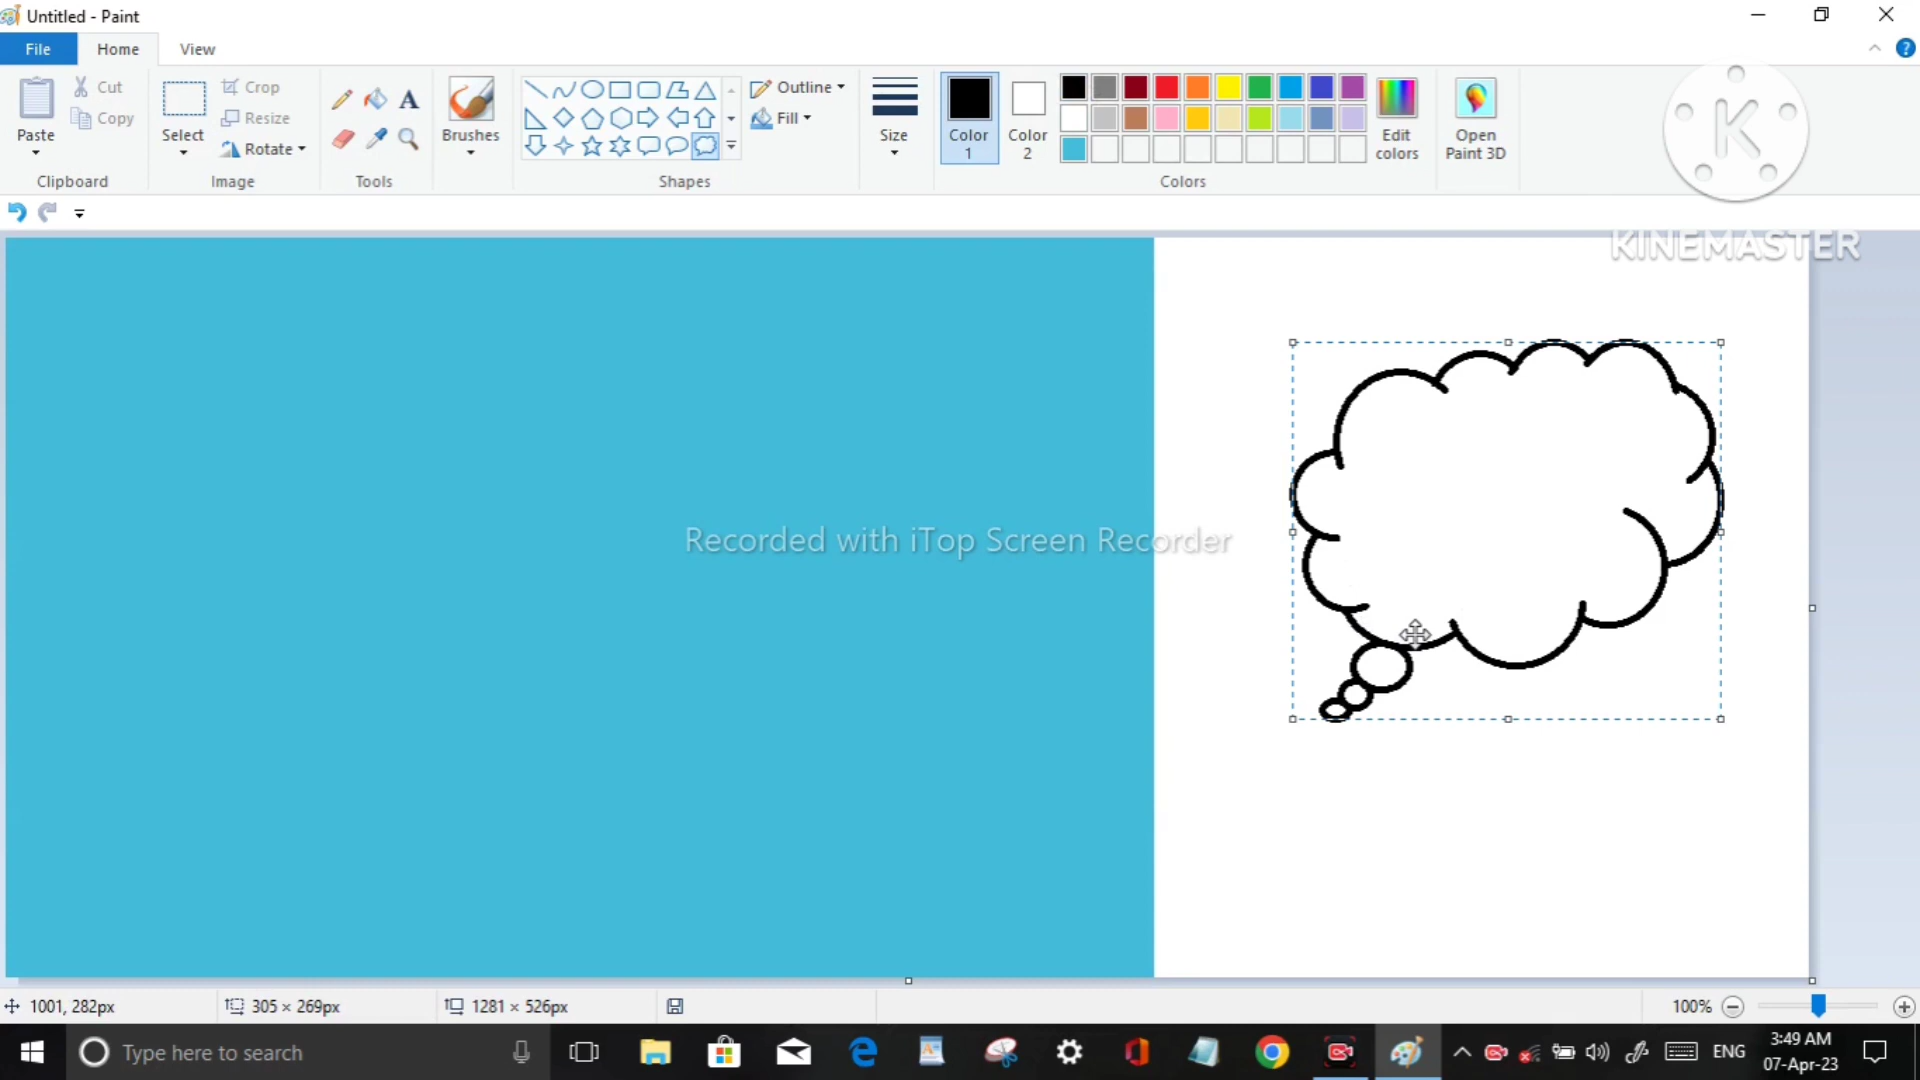 Untitled - Paint
File Home View
Paste Cut Copy Clipboard
Select Crop Resize Rotate Image
A
Tools
Brushes
Shapes
Outline Fill
Size
Color 1
Color 2
Edit colors
Colors
Open Paint 3D
?
K
KINEMASTER
Recorded with iTop Screen Recorder
1001, 282px 305 × 269px 1281 × 526px 100%
Type here to search ENG 3:49 AM
07-Apr-23